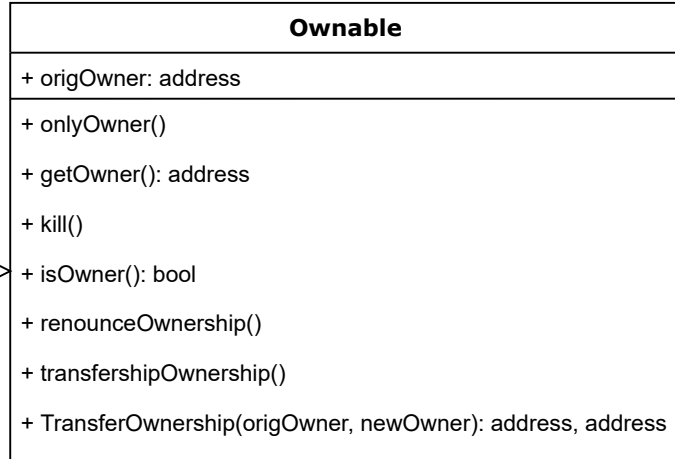 Ownable
+ origOwner: address
+ onlyOwner()
+ getOwner(): address
+ kill()
+ isOwner(): bool
+ renounceOwnership()
+ transfershipOwnership()
+ TransferOwnership(origOwner, newOwner): address, address